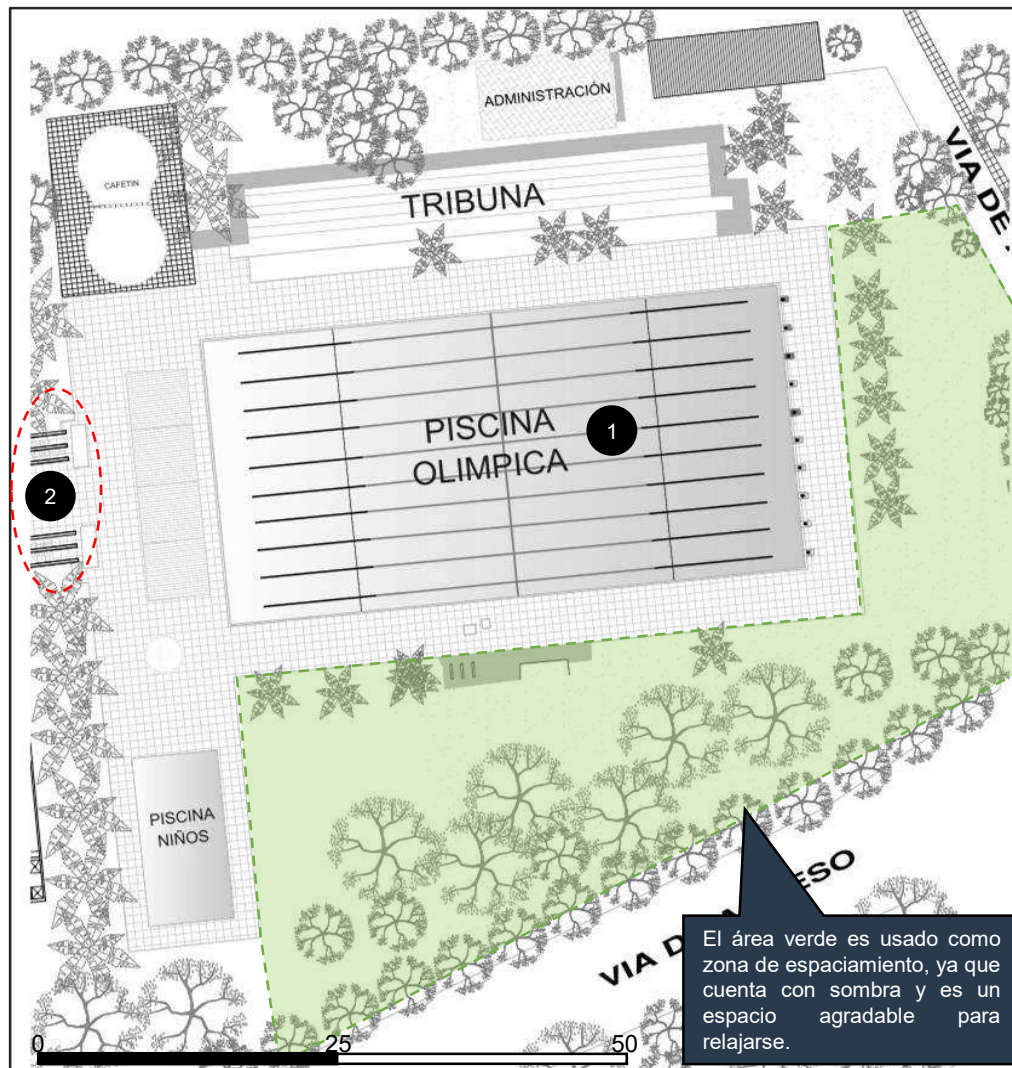 ADMINISTRACIÓN
CAFETIN
TRIBUNA
VIA DE
PISCINA
OLIMPICA
1
2
PISCINA
NIÑOS
VIA D
ESO
El área verde es usado como
zona de espaciamiento, ya que
cuenta con sombra y es un
espacio agradable para
relajarse.
0 25 50